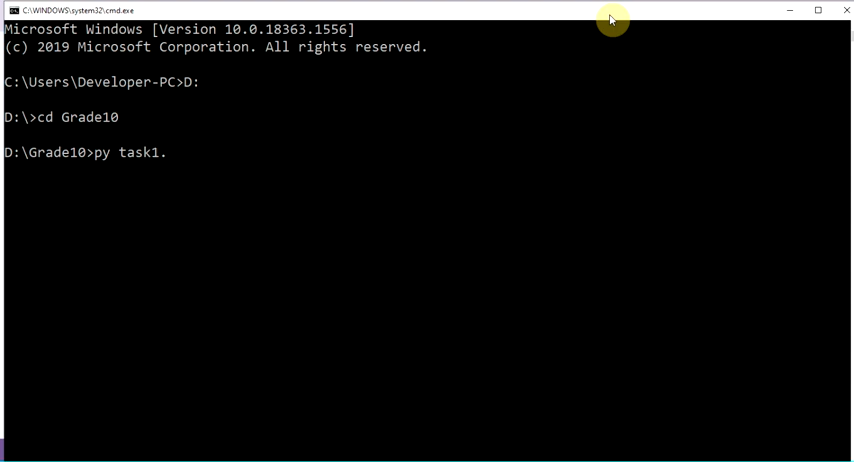 C:\WINDOWS\system32\cmd.exe
Microsoft Windows [Version 10.0.18363.1556]
(c) 2019 Microsoft Corporation. All rights reserved.
C:\Users\Developer-PC>D:
D:\>cd Grade10
D:\Grade10>py task1.